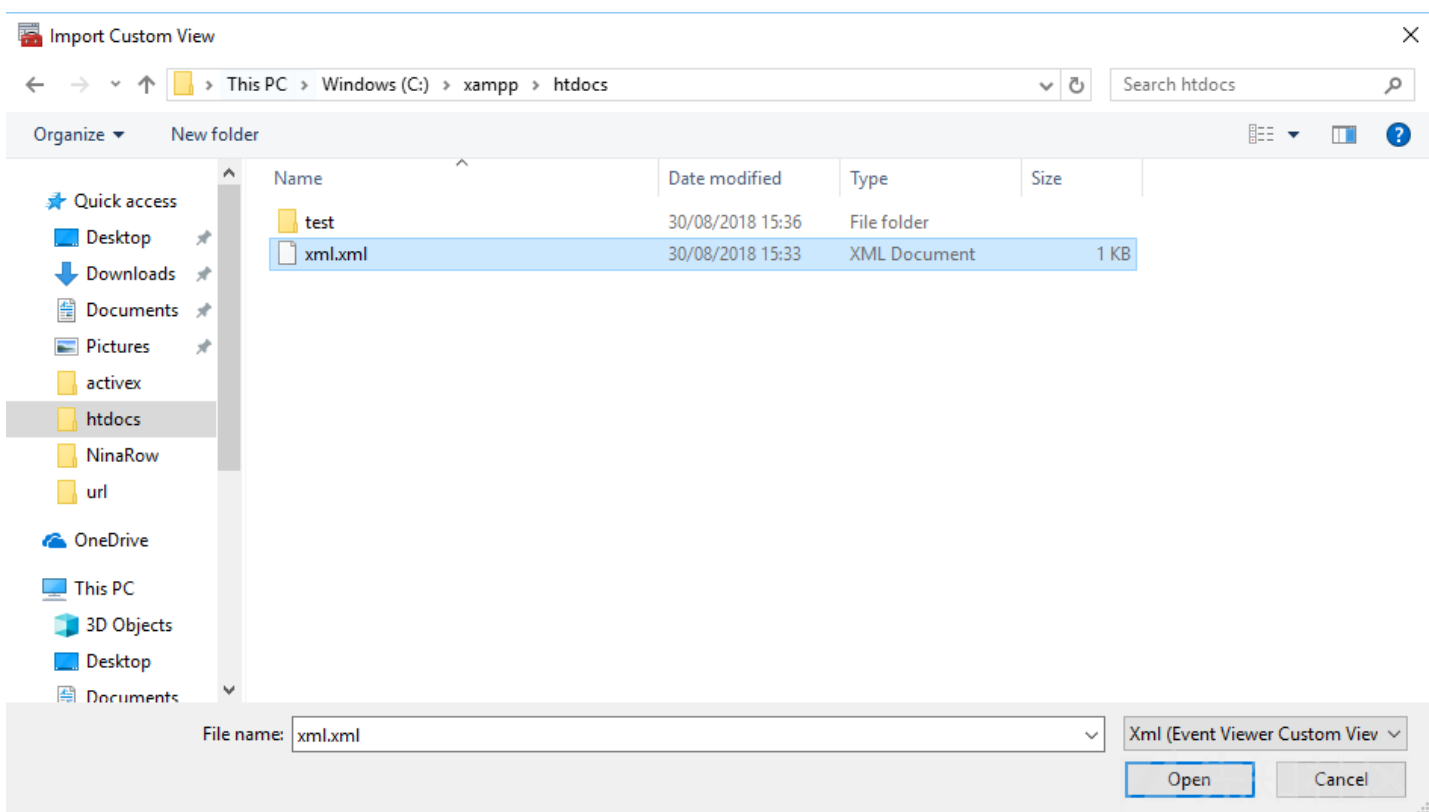 Import Custom View
This PC > Windows (C:) > xampp > htdocs
Search htdocs
Organize
New folder
Name
Date modified
Type
Size
Quick access
Desktop
Downloads
Documents
Pictures
activex
htdocs
NinaRow
url
OneDrive
This PC
3D Objects
Desktop
Documents
test 30/08/2018 15:36 File folder
xml.xml 30/08/2018 15:33 XML Document 1 KB
File name: xml.xml
Xml (Event Viewer Custom View
Open
Cancel